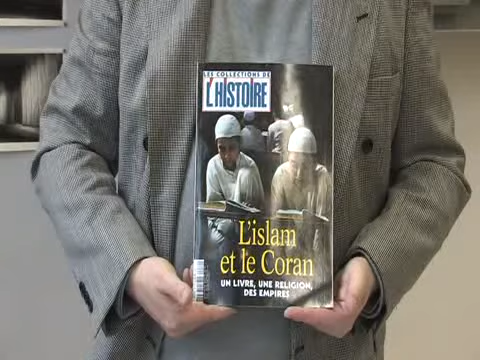 LES COLLECTIONS DE
L'HISTOIRE
L'islam
et le Coran
UN LIVRE, UNE RELIGION,
DES EMPIRES